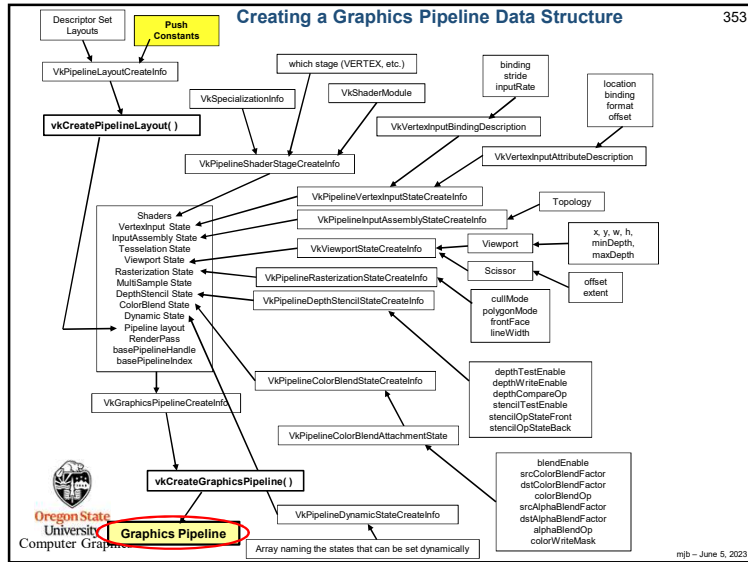 Creating a Graphics Pipeline Data Structure
353
Descriptor Set
Layouts
Push
Constants
VkPipelineLayoutCreateInfo
vkCreatePipelineLayout( )
which stage (VERTEX, etc.)
VkSpecializationInfo
VkShaderModule
VkPipelineShaderStageCreateInfo
binding
stride
inputRate
location
binding
format
offset
VkVertexInputBindingDescription
VkVertexInputAttributeDescription
VkPipelineVertexInputStateCreateInfo
VkPipelineInputAssemblyStateCreateInfo
Topology
Shaders
VertexInput State
InputAssembly State
Tesselation State
Viewport State
Rasterization State
MultiSample State
DepthStencil State
ColorBlend State
Dynamic State
Pipeline layout
RenderPass
basePipelineHandle
basePipelineIndex
VkViewportStateCreateInfo
Viewport
x, y, w, h,
minDepth,
maxDepth
Scissor
offset
extent
VkPipelineRasterizationStateCreateInfo
cullMode
polygonMode
frontFace
lineWidth
VkPipelineDepthStencilStateCreateInfo
depthTestEnable
depthWriteEnable
depthCompareOp
stencilTestEnable
stencilOpStateFront
stencilOpStateBack
VkPipelineColorBlendStateCreateInfo
VkGraphicsPipelineCreateInfo
VkPipelineColorBlendAttachmentState
blendEnable
srcColorBlendFactor
dstColorBlendFactor
colorBlendOp
srcAlphaBlendFactor
dstAlphaBlendFactor
alphaBlendOp
colorWriteMask
vkCreateGraphicsPipeline( )
VkPipelineDynamicStateCreateInfo
Array naming the states that can be set dynamically
Graphics Pipeline
Oregon State
University
Computer Graphics
mjb – June 5, 2023